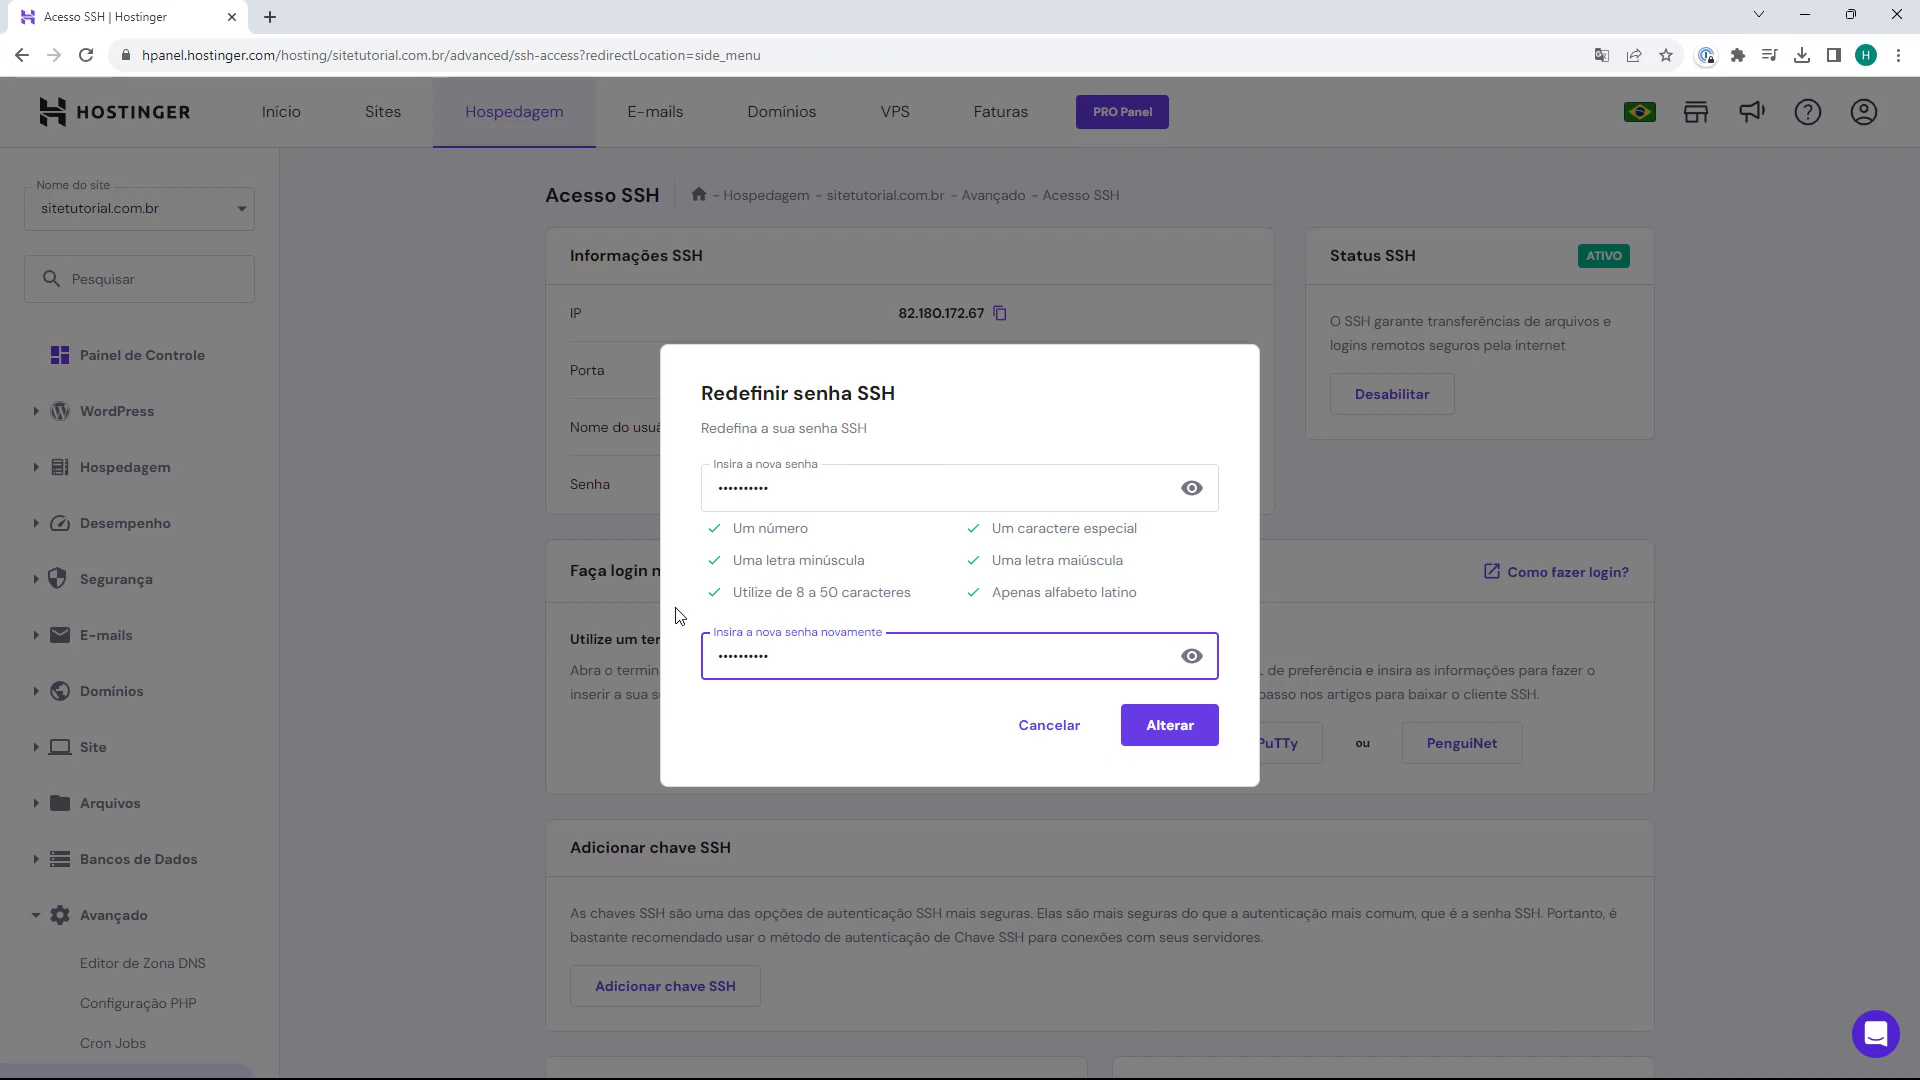 Acesso SSH | Hostinger
hpanel.hostinger.com/hosting/sitetutorial.com.br/advanced/ssh-access?redirectLocation=side_menu
H
HOSTINGER
Início
Sites
Hospedagem
E-mails
Domínios
VPS
Faturas
PRO Panel
Nome do site
sitetutorial.com.br
Pesquisar
Painel de Controle
WordPress
Hospedagem
Desempenho
Segurança
E-mails
Domínios
Site
Arquivos
Bancos de Dados
Avançado
Editor de Zona DNS
Configuração PHP
Cron Jobs
Acesso SSH
- Hospedagem - sitetutorial.com.br - Avançado - Acesso SSH
Informações SSH
IP
82.180.172.67
Porta
Nome do usuá
Senha
Status SSH
ATIVO
O SSH garante transferências de arquivos e
logins remotos seguros pela internet
Desabilitar
Redefinir senha SSH
Redefina a sua senha SSH
Insira a nova senha
••••••••••
Um número
Um caractere especial
Uma letra minúscula
Uma letra maiúscula
Utilize de 8 a 50 caracteres
Apenas alfabeto latino
Insira a nova senha novamente
••••••••••
Cancelar
Alterar
Faça login n
Como fazer login?
Utilize um ter
Abra o termin
inserir a sua s
de preferência e insira as informações para fazer o
passo nos artigos para baixar o cliente SSH.
PuTTy
ou
PenguiNet
Adicionar chave SSH
As chaves SSH são uma das opções de autenticação SSH mais seguras. Elas são mais seguras do que a autenticação mais comum, que é a senha SSH. Portanto, é
bastante recomendado usar o método de autenticação de Chave SSH para conexões com seus servidores.
Adicionar chave SSH